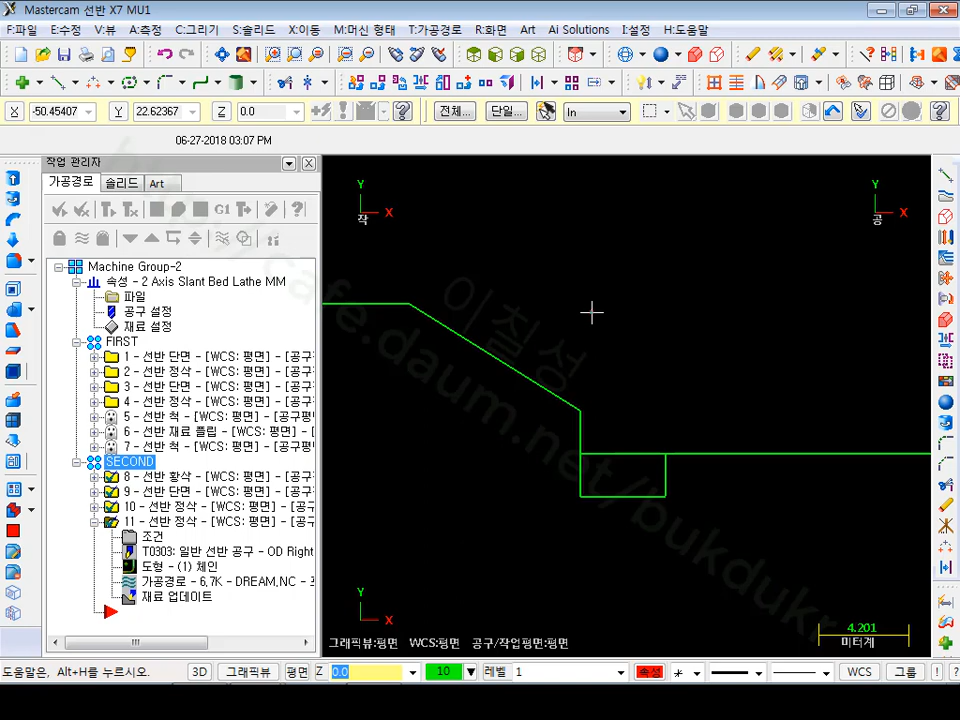 Mastercam 선반 X7 MU1
F:파일 E:수정 V:뷰 A:측정 C:그리기 S:솔리드 X:이동 M:머신 형태 T:가공경로 R:화면 Art Ai Solutions I:설정 H:도움말
X -50.45407 Y 22.62367 Z 0.0 전체... 단일... In
06-27-2018 03:07 PM
작업 관리자
가공경로 솔리드 Art
G1
Machine Group-2
속성 - 2 Axis Slant Bed Lathe MM
파일
공구 설정
재료 설정
FIRST
1 - 선반 단면 - [WCS: 평면] - [공구
2 - 선반 정삭 - [WCS: 평면] - [공구
3 - 선반 단면 - [WCS: 평면] - [공구
4 - 선반 정삭 - [WCS: 평면] - [공구
5 - 선반 척 - [WCS: 평면] - [공구평
6 - 선반 재료 플립 - [WCS: 평면] -
7 - 선반 척 - [WCS: 평면] - [공구평
SECOND
8 - 선반 황삭 - [WCS: 평면] - [공구
9 - 선반 단면 - [WCS: 평면] - [공구
10 - 선반 정삭 - [WCS: 평면] - [공
11 - 선반 정삭 - [WCS: 평면] - [공
조건
T0303: 일반 선반 공구 - OD Right
도형 - (1) 체인
가공경로 - 6.7K - DREAM.NC -
재료 업데이트
Y
X
작
Y
X
공
이침성
cafe.daum.net/bukdukr
Y
X
그래픽뷰:평면 WCS:평면 공구/작업평면:평면
4.201
미터계
도움말은, Alt+H를 누르시오. 3D 그래픽뷰 평면 Z 0.0 10 레벨 1 속성 WCS 그룹 ! ?